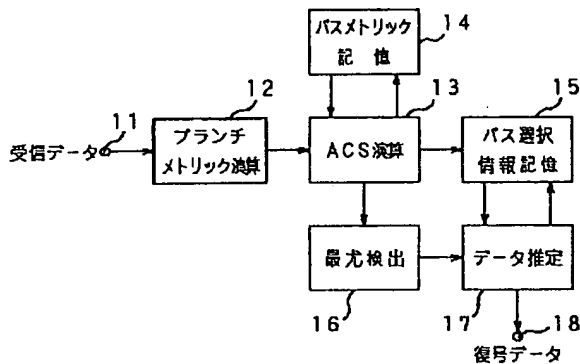 パスメトリック
記憶
14
12
13
15
11
受信データ
ブランチ
メトリック演算
ACS演算
パス選択
情報記憶
最尤検出
データ推定
16
17
18
復号データ